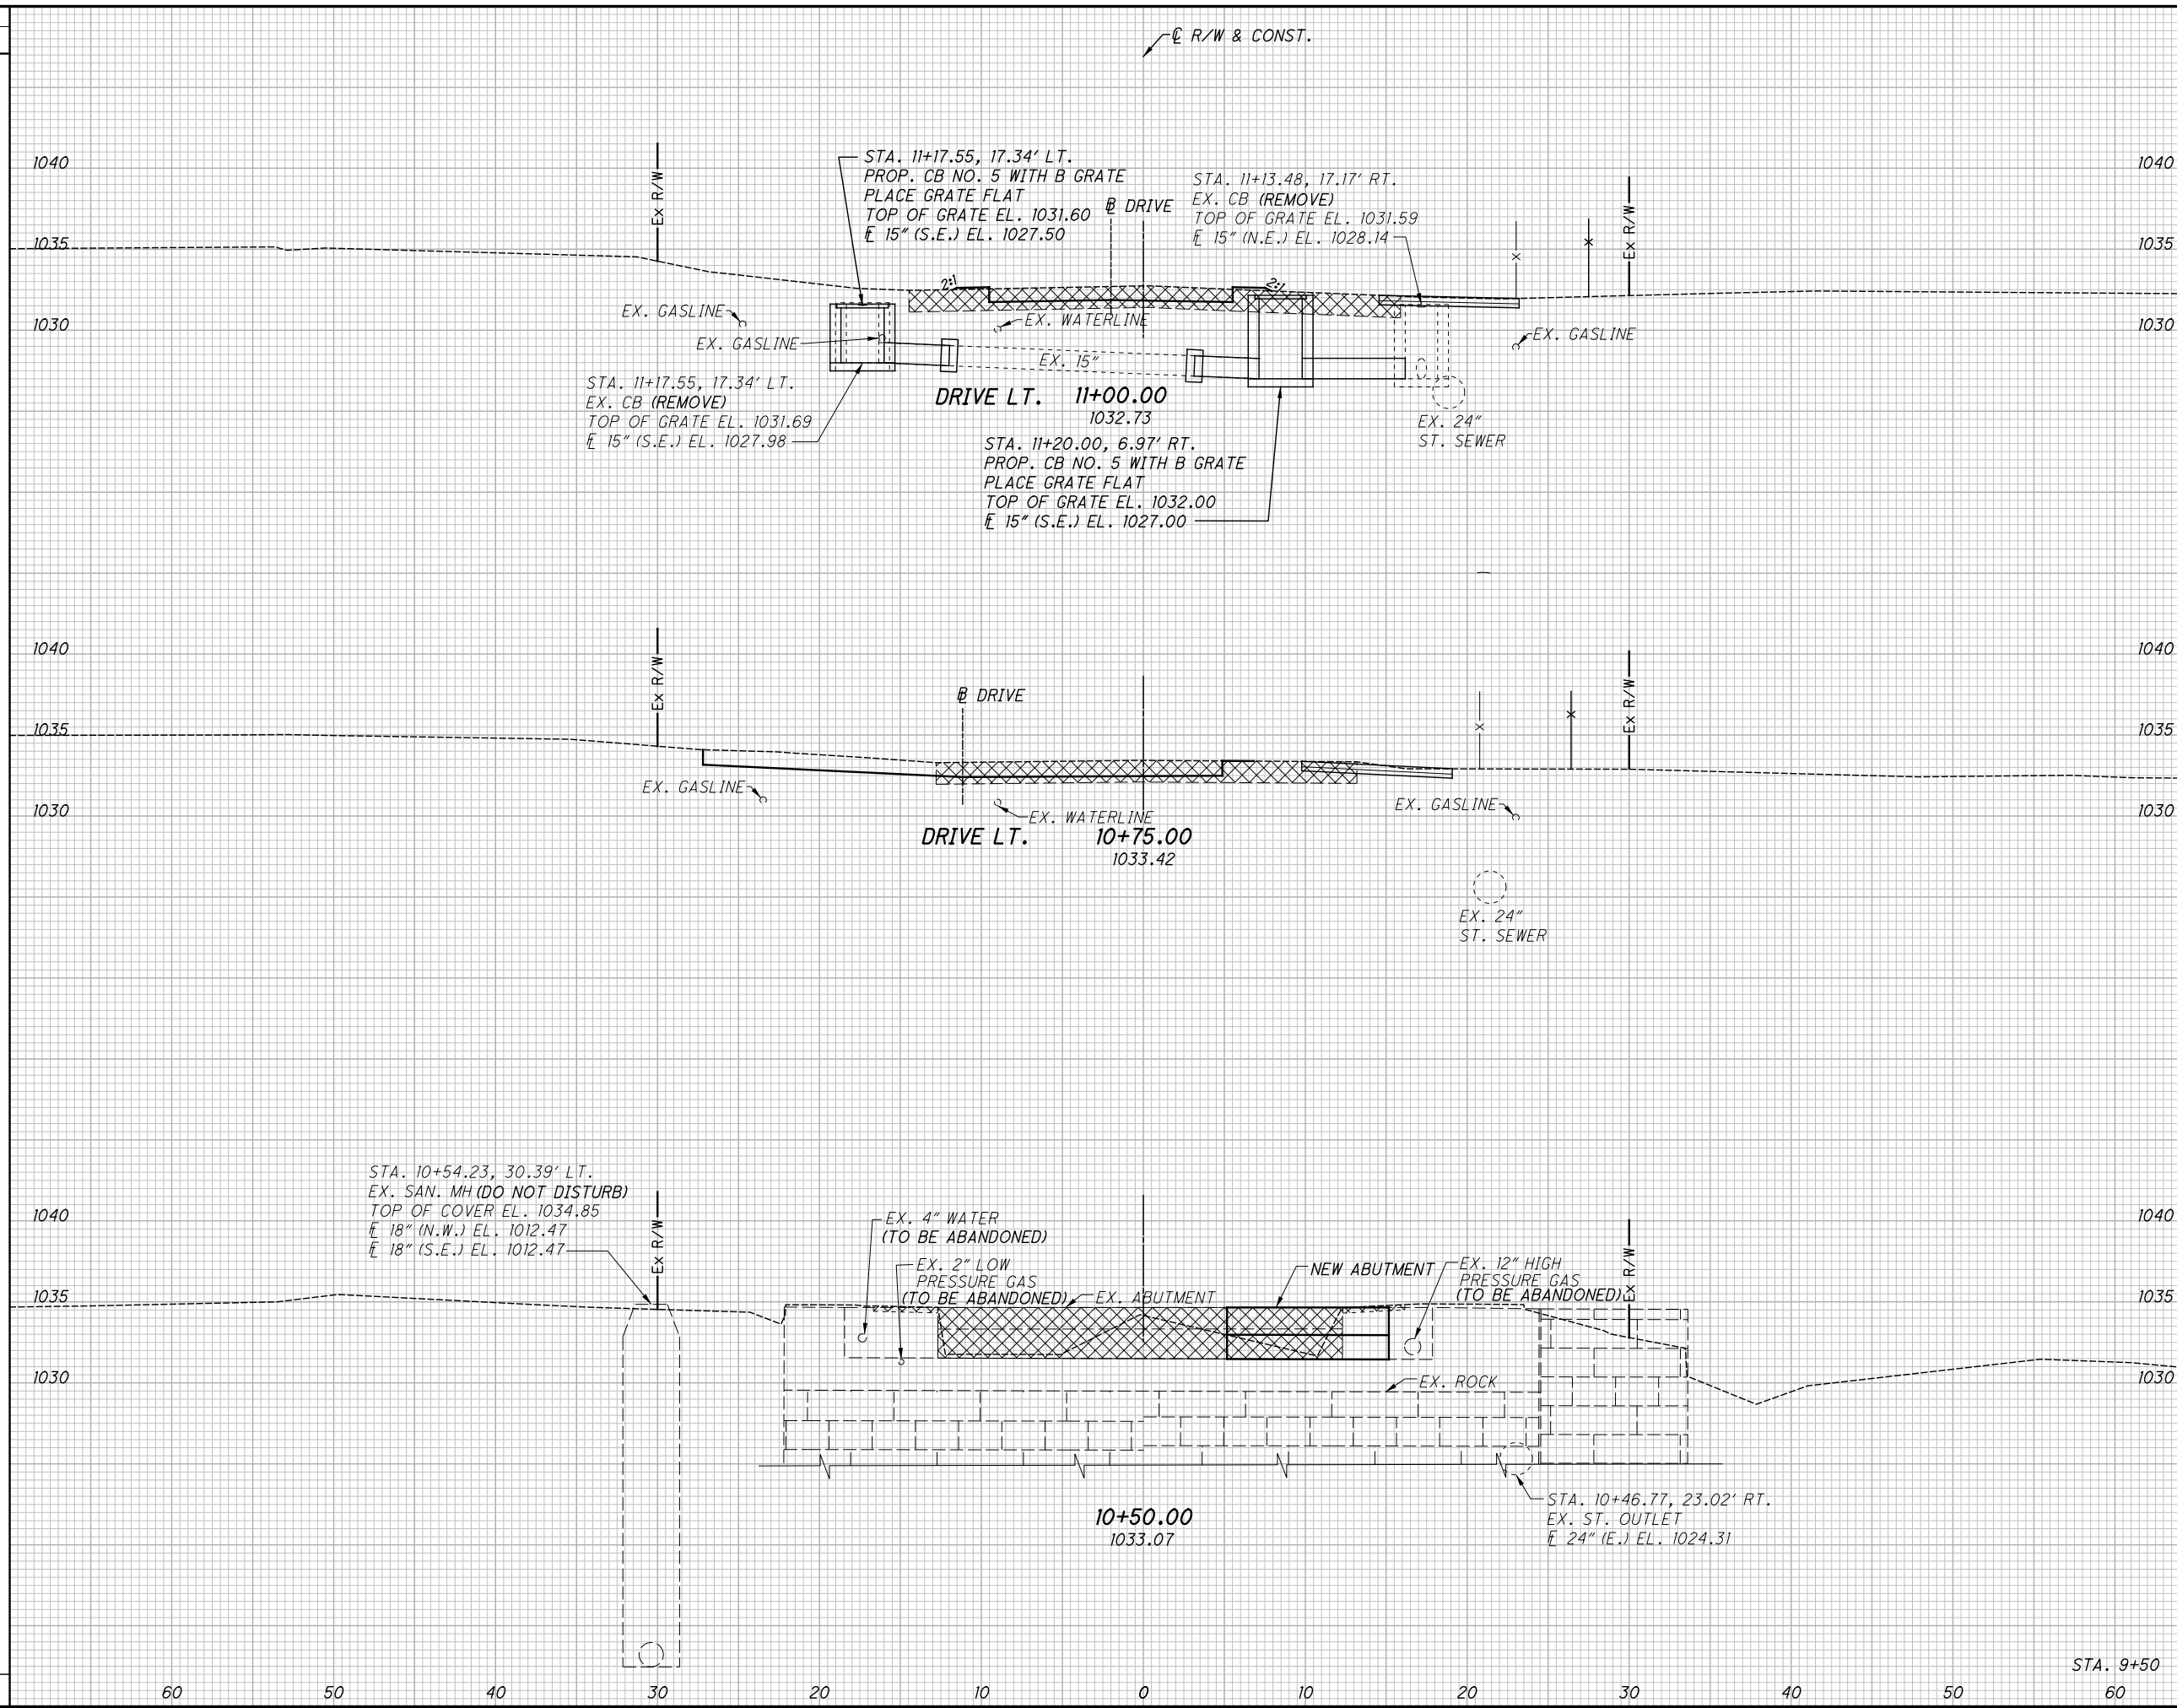 ℄ R/W & CONST.
1040
1040
Ex R/W
Ex R/W
STA. 11+17.55, 17.34' LT.
PROP. CB NO. 5 WITH B GRATE
PLACE GRATE FLAT
TOP OF GRATE EL. 1031.60
℄ 15" (S.E.) EL. 1027.50
STA. 11+13.48, 17.17' RT.
EX. CB (REMOVE)
TOP OF GRATE EL. 1031.59
℄ 15" (N.E.) EL. 1028.14
DRIVE
1035
1035
X
X
2:1
2:1
EX. GASLINE
EX. WATERLINE
EX. GASLINE
EX. GASLINE
1030
1030
EX. 15"
STA. 11+17.55, 17.34' LT.
EX. CB (REMOVE)
TOP OF GRATE EL. 1031.69
℄ 15" (S.E.) EL. 1027.98
DRIVE LT. 11+00.00
1032.73
EX. 24"
ST. SEWER
STA. 11+20.00, 6.97' RT.
PROP. CB NO. 5 WITH B GRATE
PLACE GRATE FLAT
TOP OF GRATE EL. 1032.00
℄ 15" (S.E.) EL. 1027.00
1040
1040
Ex R/W
Ex R/W
DRIVE
1035
1035
X
X
EX. GASLINE
EX. WATERLINE
EX. GASLINE
1030
1030
DRIVE LT. 10+75.00
1033.42
EX. 24"
ST. SEWER
STA. 10+54.23, 30.39' LT.
EX. SAN. MH (DO NOT DISTURB)
TOP OF COVER EL. 1034.85
℄ 18" (N.W.) EL. 1012.47
℄ 18" (S.E.) EL. 1012.47
1040
1040
Ex R/W
Ex R/W
EX. 4" WATER
(TO BE ABANDONED)
EX. 2" LOW
PRESSURE GAS
(TO BE ABANDONED)
EX. ABUTMENT
NEW ABUTMENT
EX. 12" HIGH
PRESSURE GAS
(TO BE ABANDONED)
1035
1035
1030
1030
EX. ROCK
10+50.00
1033.07
STA. 10+46.77, 23.02' RT.
EX. ST. OUTLET
℄ 24" (E.) EL. 1024.31
STA. 9+50
60 50 40 30 20 10 0 10 20 30 40 50 60